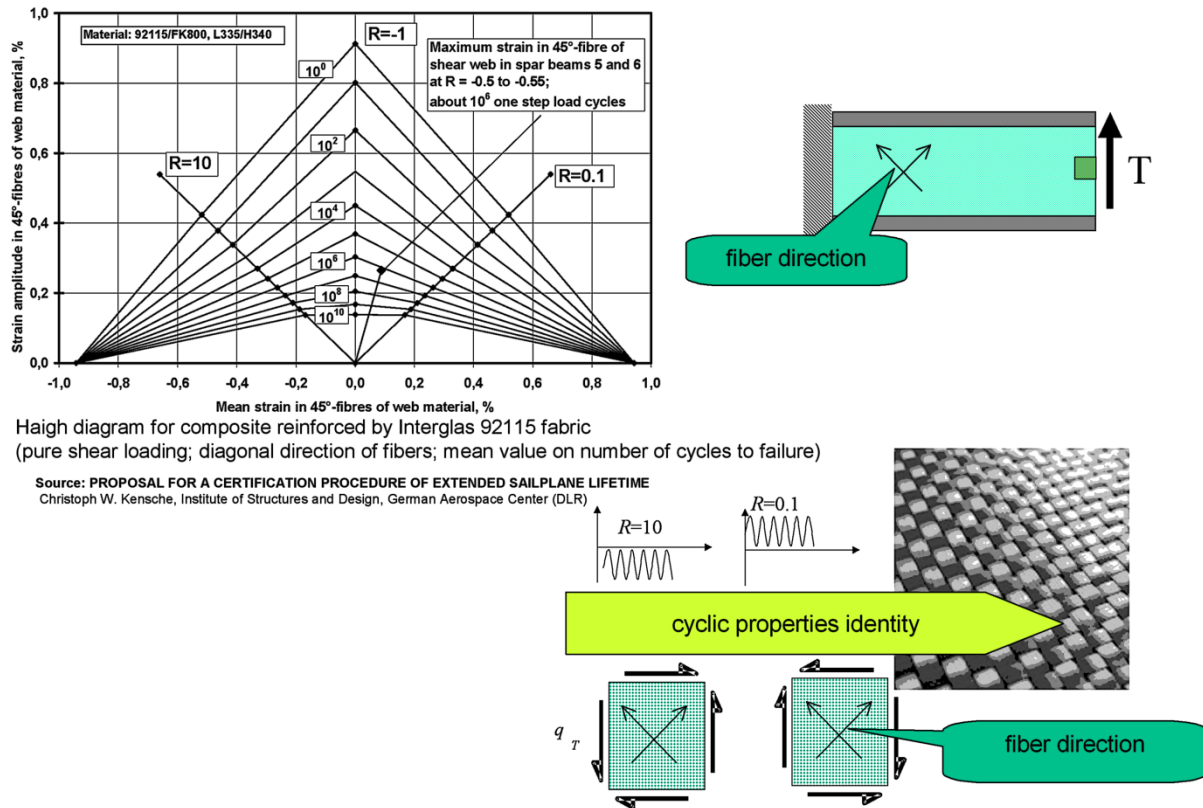 1,0
Material: 92115/FK800, L335/H340
R=-1
Maximum strain in 45°-fibre of
shear web in spar beams 5 and 6
at R = -0.5 to -0.55;
about 10⁶ one step load cycles
10⁰
0,8
10²
0,6
R=10
R=0.1
10⁴
0,4
10⁶
0,2
10⁸
10¹⁰
0,0
-1,0 -0,8 -0,6 -0,4 -0,2 0,0 0,2 0,4 0,6 0,8 1,0
Strain amplitude in 45°-fibres of web material, %
Mean strain in 45°-fibres of web material, %
T
fiber direction
Haigh diagram for composite reinforced by Interglas 92115 fabric
(pure shear loading; diagonal direction of fibers; mean value on number of cycles to failure)
Source: PROPOSAL FOR A CERTIFICATION PROCEDURE OF EXTENDED SAILPLANE LIFETIME
Christoph W. Kensche, Institute of Structures and Design, German Aerospace Center (DLR)
R=10
R=0.1
cyclic properties identity
q T
fiber direction